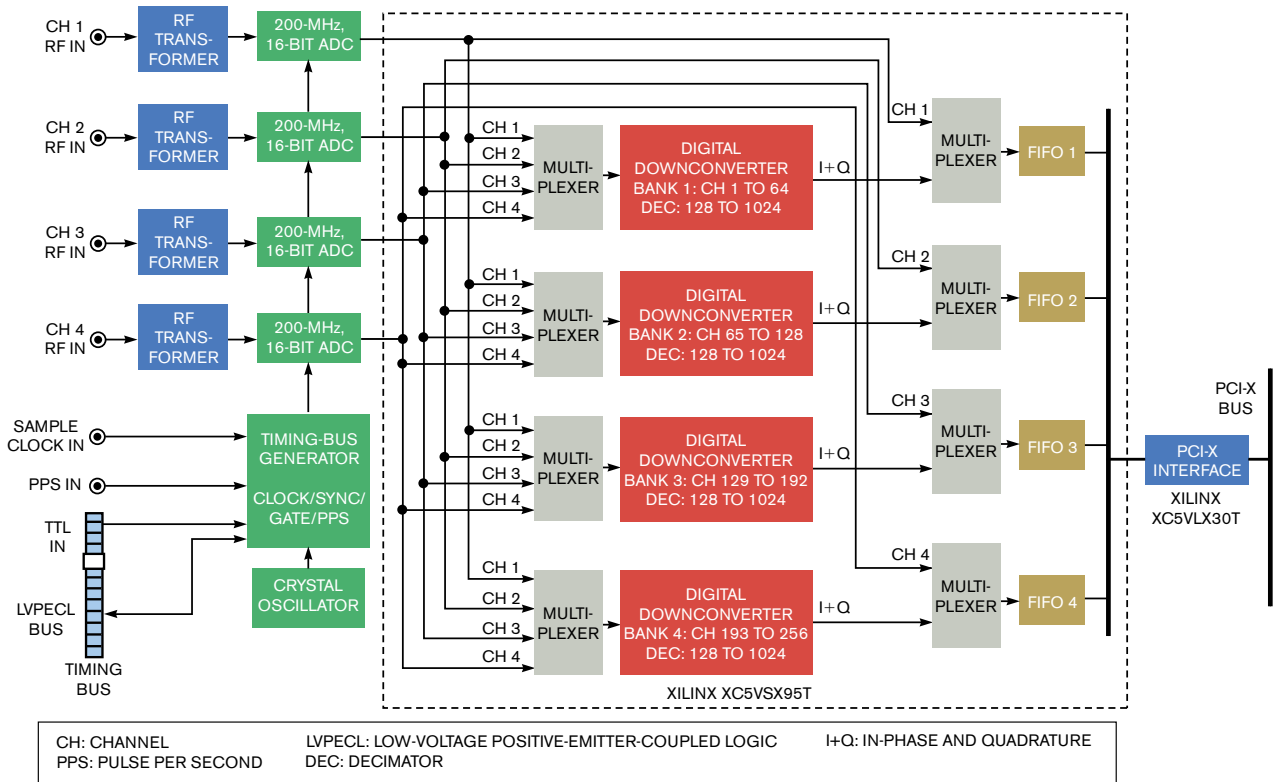 CH 1
RF IN
RF
TRANS-
FORMER
200-MHz,
16-BIT ADC
CH 2
RF IN
RF
TRANS-
FORMER
200-MHz,
16-BIT ADC
CH 3
RF IN
RF
TRANS-
FORMER
200-MHz,
16-BIT ADC
CH 4
RF IN
RF
TRANS-
FORMER
200-MHz,
16-BIT ADC
SAMPLE
CLOCK IN
PPS IN
TTL
IN
LVPECL
BUS
TIMING
BUS
TIMING-BUS
GENERATOR
CLOCK/SYNC/
GATE/PPS
CRYSTAL
OSCILLATOR
CH 1
CH 2
CH 3
CH 4
MULTI-
PLEXER
DIGITAL
DOWNCONVERTER
BANK 1: CH 1 TO 64
DEC: 128 TO 1024
I+Q
CH 1
MULTI-
PLEXER
FIFO 1
CH 1
CH 2
CH 3
CH 4
MULTI-
PLEXER
DIGITAL
DOWNCONVERTER
BANK 2: CH 65 TO 128
DEC: 128 TO 1024
I+Q
CH 2
MULTI-
PLEXER
FIFO 2
CH 1
CH 2
CH 3
CH 4
MULTI-
PLEXER
DIGITAL
DOWNCONVERTER
BANK 3: CH 129 TO 192
DEC: 128 TO 1024
I+Q
CH 3
MULTI-
PLEXER
FIFO 3
CH 1
CH 2
CH 3
CH 4
MULTI-
PLEXER
DIGITAL
DOWNCONVERTER
BANK 4: CH 193 TO 256
DEC: 128 TO 1024
I+Q
CH 4
MULTI-
PLEXER
FIFO 4
XILINX XC5VSX95T
PCI-X
BUS
PCI-X
INTERFACE
XILINX
XC5VLX30T
CH: CHANNEL
PPS: PULSE PER SECOND
LVPECL: LOW-VOLTAGE POSITIVE-EMITTER-COUPLED LOGIC
DEC: DECIMATOR
I+Q: IN-PHASE AND QUADRATURE